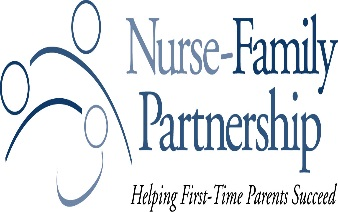 Nurse-Family
Partnership
Helping First-Time Parents Succeed